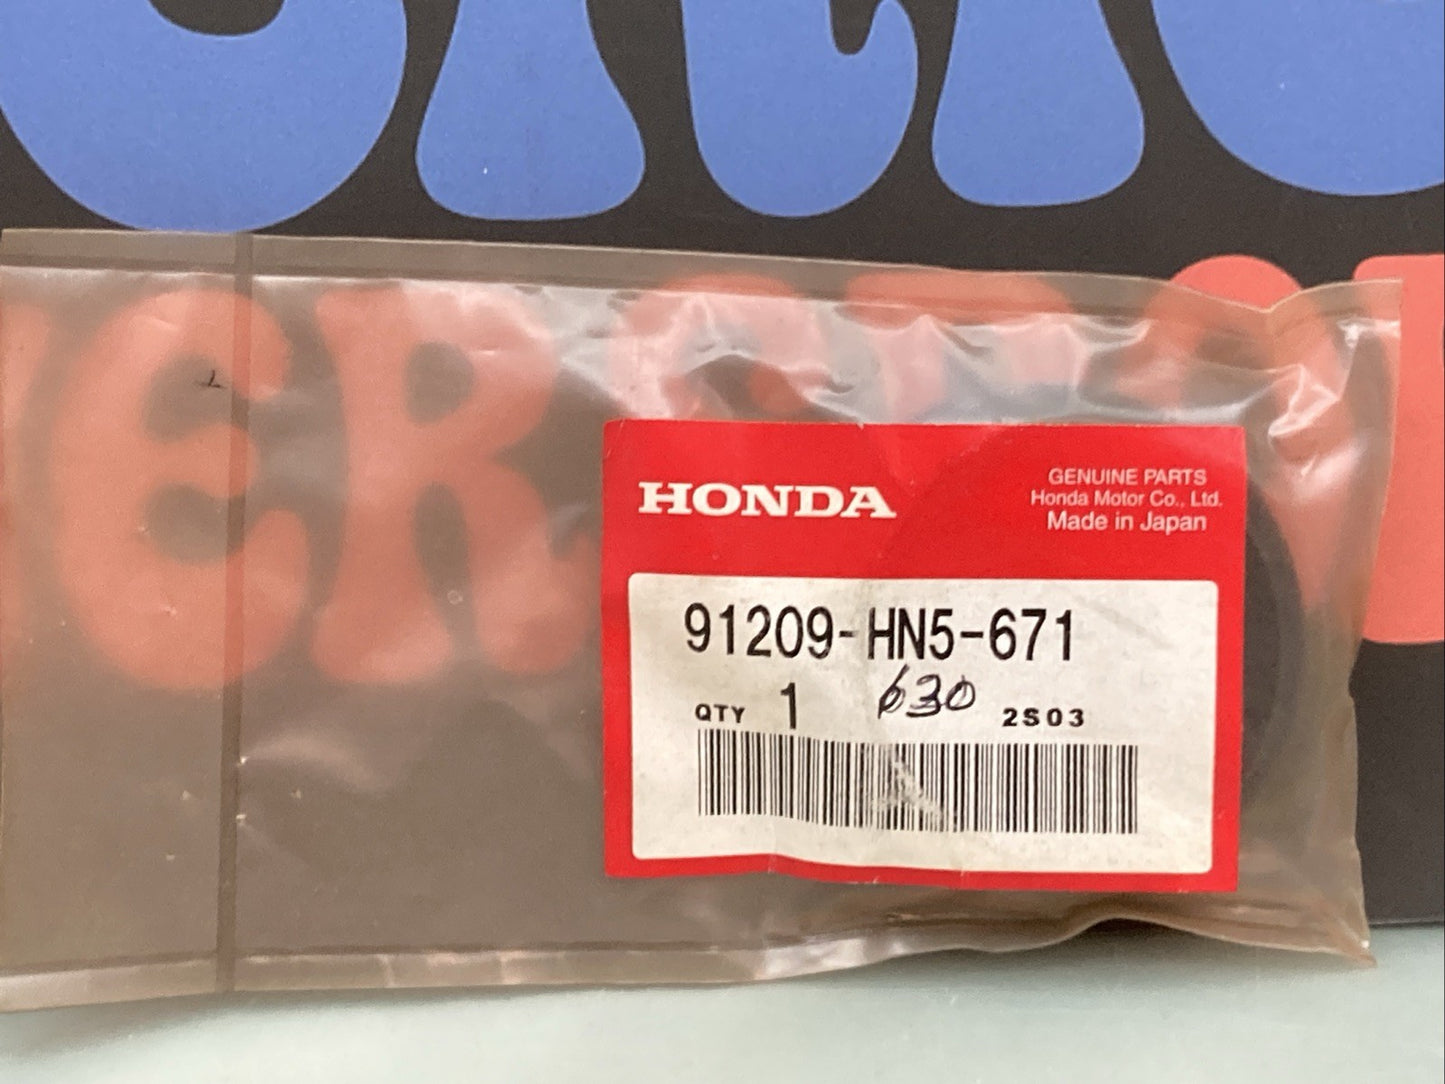 HONDA
GENUINE PARTS
Honda Motor Co., Ltd.
Made in Japan
91209-HN5-671
QTY 1 630 2S03